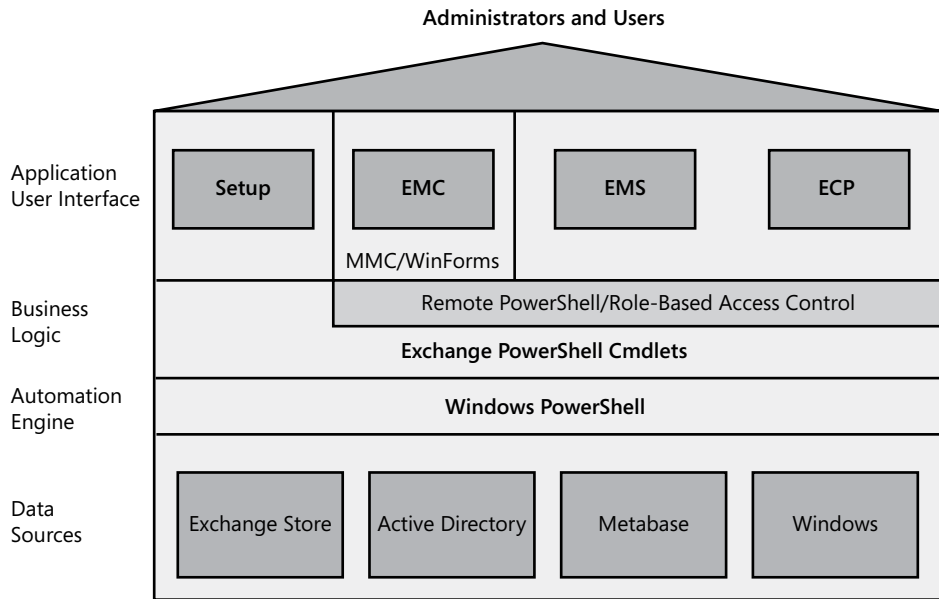 Administrators and Users
Application
User Interface
Setup
EMC
EMS
ECP
MMC/WinForms
Business
Logic
Remote PowerShell/Role-Based Access Control
Exchange PowerShell Cmdlets
Automation
Engine
Windows PowerShell
Data
Sources
Exchange Store
Active Directory
Metabase
Windows